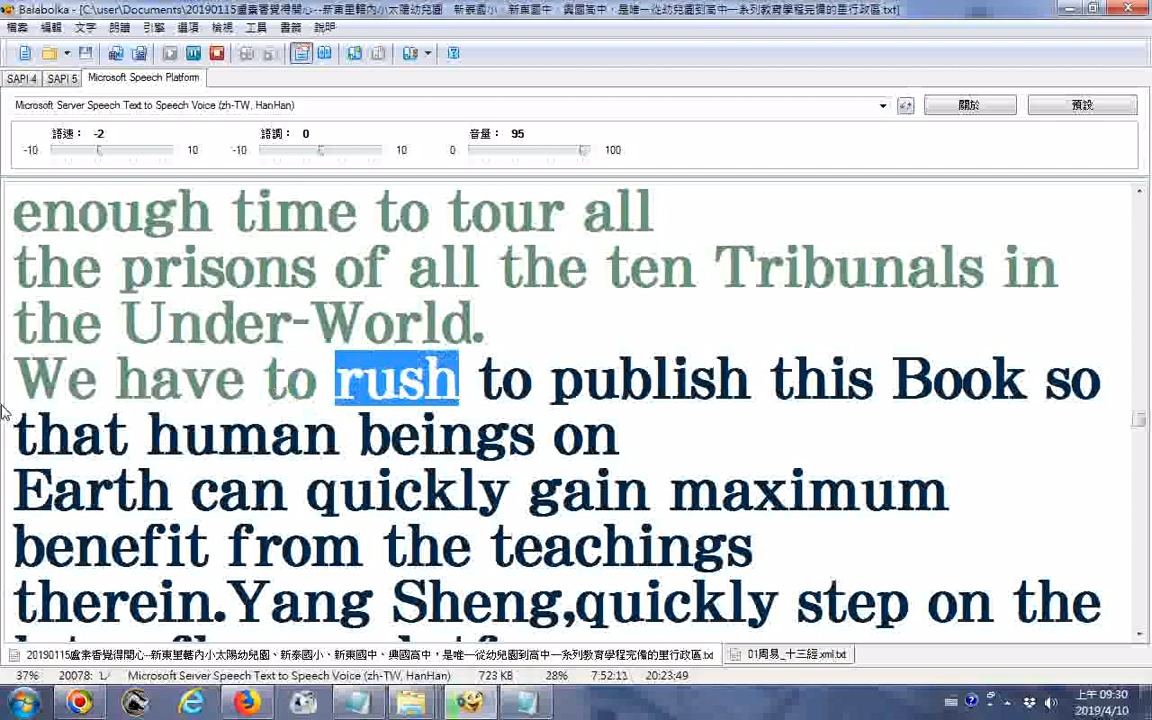 Balabolka - [C:\user\Documents\20190115盧素香覺得開心--新東里轄內小太陽幼兒園、新泰國小、新東國中、興國高中，是唯一從幼兒園到高中一系列教育學程完備的里行政區.txt]
檔案 編輯 文字 朗讀 引擎 選項 檢視 工具 書籤 說明
SAPI 4 SAPI 5 Microsoft Speech Platform
Microsoft Server Speech Text to Speech Voice (zh-TW, HanHan) 關於 預設
語速： -2 語調： 0 音量： 95
-10 10 -10 10 0 100
enough time to tour all
the prisons of all the ten Tribunals in
the Under-World.
We have to rush to publish this Book so
that human beings on
Earth can quickly gain maximum
benefit from the teachings
therein.Yang Sheng,quickly step on the
20190115盧素香覺得開心--新東里轄內小太陽幼兒園、新泰國小、新東國中、興國高中，是唯一從幼兒園到高中一系列教育學程完備的里行政區.txt 01周易_十三經.xml.txt
37% 20078: Microsoft Server Speech Text to Speech Voice (zh-TW, HanHan) 723 KB 28% 7:52:11 20:23:49
上午 09:30
2019/4/10